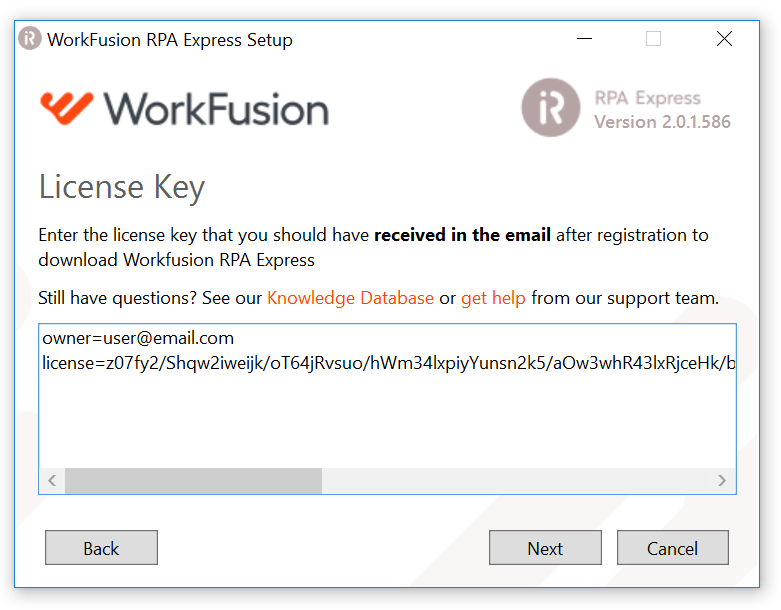 WorkFusion RPA Express Setup
WorkFusion
RPA Express
Version 2.0.1.586
License Key
Enter the license key that you should have received in the email after registration to
download Workfusion RPA Express
Still have questions? See our Knowledge Database or get help from our support team.
owner=user@email.com
license=z07fy2/Shqw2iweijk/oT64jRvsuo/hWm34lxpiyYunsn2k5/aOw3whR43lxRjceHk/b
Back
Next
Cancel